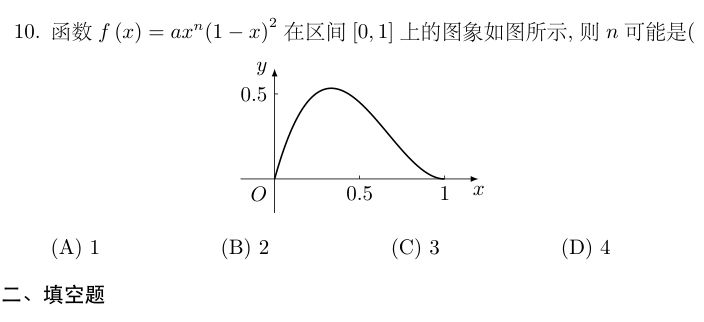 10. 函数 f (x) = axⁿ(1 − x)² 在区间 [0, 1] 上的图象如图所示, 则 n 可能是(
y
0.5
O 0.5 1 x
(A) 1 (B) 2 (C) 3 (D) 4
二、填空题